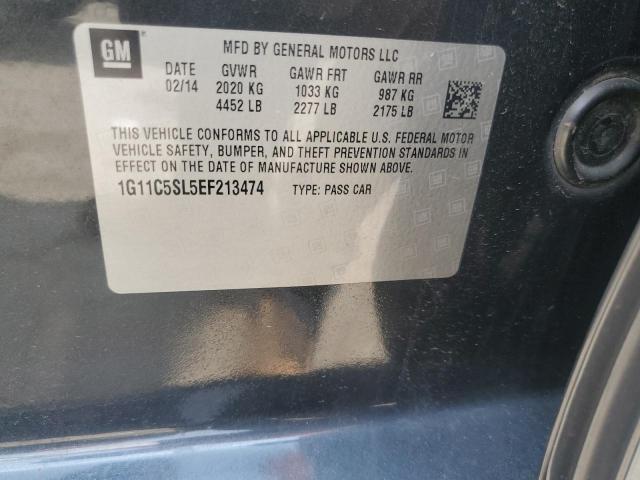 GM
MFD BY GENERAL MOTORS LLC
DATE GVWR GAWR FRT GAWR RR
02/14 2020 KG 1033 KG 987 KG
4452 LB 2277 LB 2175 LB
THIS VEHICLE CONFORMS TO ALL APPLICABLE U.S. FEDERAL MOTOR
VEHICLE SAFETY, BUMPER, AND THEFT PREVENTION STANDARDS IN
EFFECT ON THE DATE OF MANUFACTURE SHOWN ABOVE.
1G11C5SL5EF213474 TYPE: PASS CAR